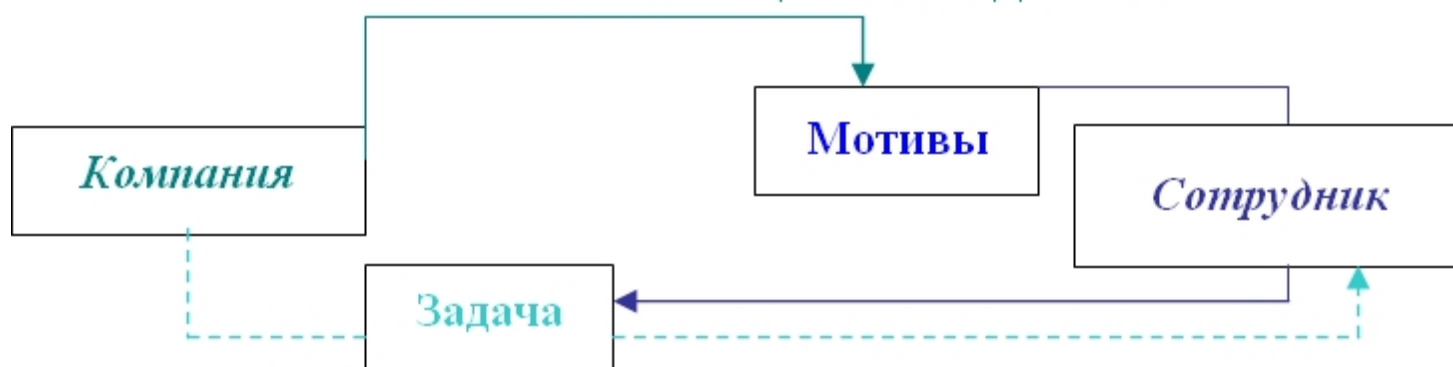 Мотивы
Компания
Сотрудник
Задача